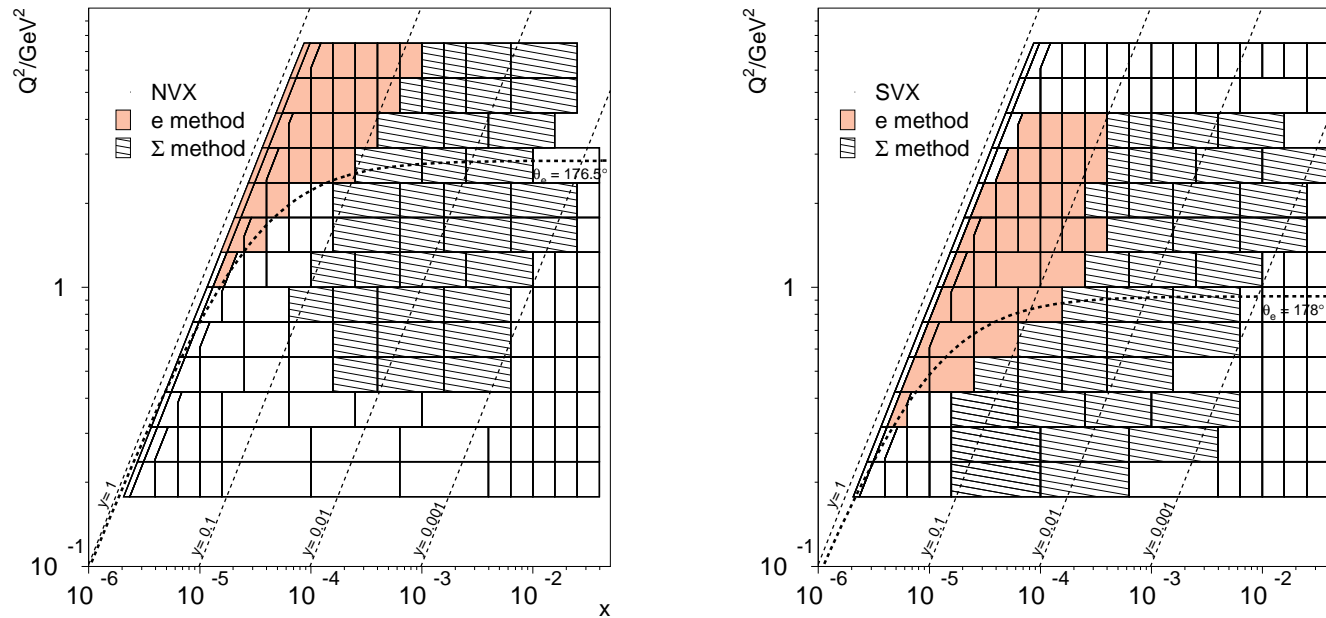 Q²/GeV²
NVX
e method
Σ method
θe = 176.5°
1
10⁻¹
y= 1
y= 0.1
y= 0.01
y= 0.001
10⁻⁶
10⁻⁵
10⁻⁴
10⁻³
10⁻²
x
Q²/GeV²
SVX
e method
Σ method
θe = 178°
1
10⁻¹
y= 1
y= 0.1
y= 0.01
y= 0.001
10⁻⁶
10⁻⁵
10⁻⁴
10⁻³
10⁻²